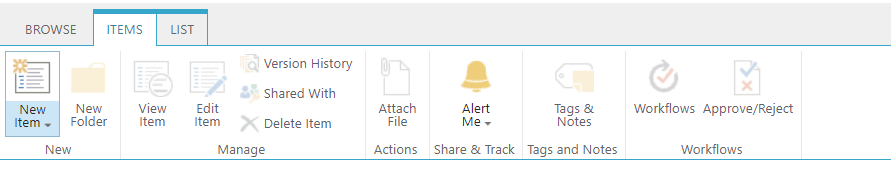 BROWSE
ITEMS
LIST
New
Item
New
Folder
View
Item
Edit
Item
Version History
Shared With
Delete Item
Attach
File
Alert
Me
Tags &
Notes
Workflows
Approve/Reject
New
Manage
Actions
Share & Track
Tags and Notes
Workflows